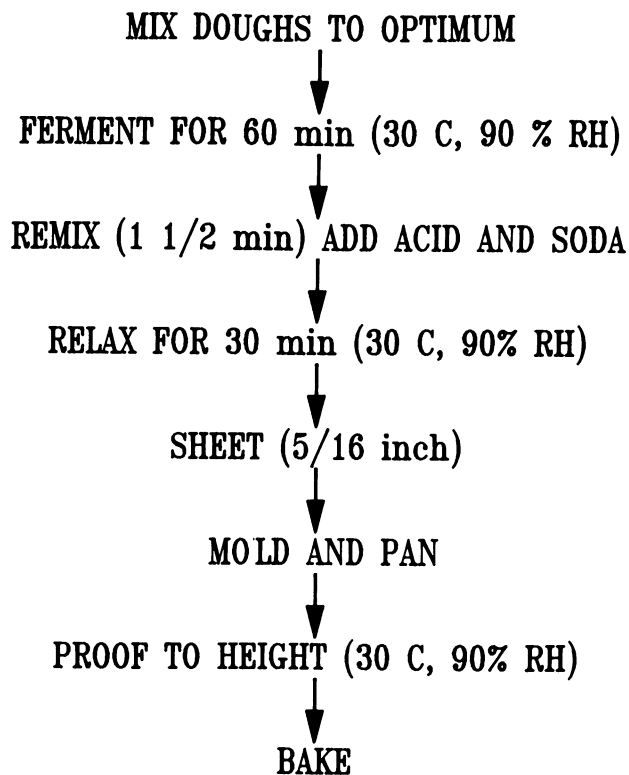 MIX DOUGHS TO OPTIMUM
FERMENT FOR 60 min (30 C, 90 % RH)
REMIX (1 1/2 min) ADD ACID AND SODA
RELAX FOR 30 min (30 C, 90% RH)
SHEET (5/16 inch)
MOLD AND PAN
PROOF TO HEIGHT (30 C, 90% RH)
BAKE